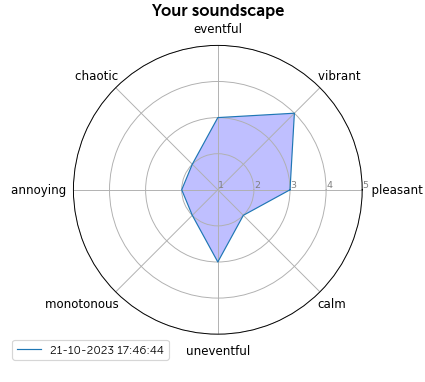 Your soundscape
eventful
chaotic
vibrant
annoying
1 2 3 4 5
pleasant
monotonous
calm
uneventful
21-10-2023 17:46:44